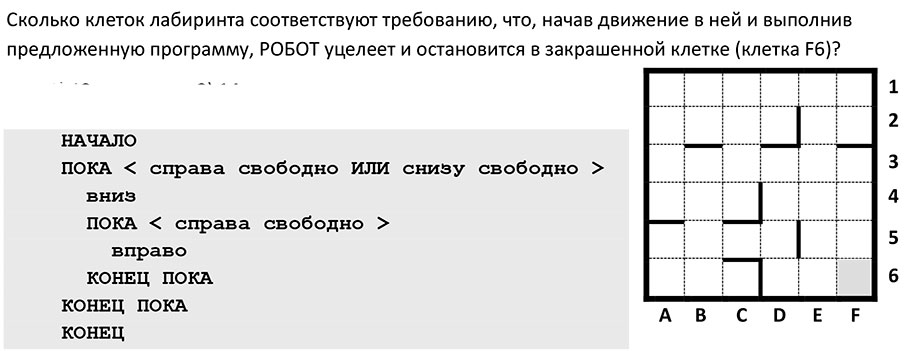 Сколько клеток лабиринта соответствуют требованию, что, начав движение в ней и выполнив
предложенную программу, РОБОТ уцелеет и остановится в закрашенной клетке (клетка F6)?
НАЧАЛО
ПОКА < справа свободно ИЛИ снизу свободно >
вниз
ПОКА < справа свободно >
вправо
КОНЕЦ ПОКА
КОНЕЦ ПОКА
КОНЕЦ
1
2
3
4
5
6
A B C D E F